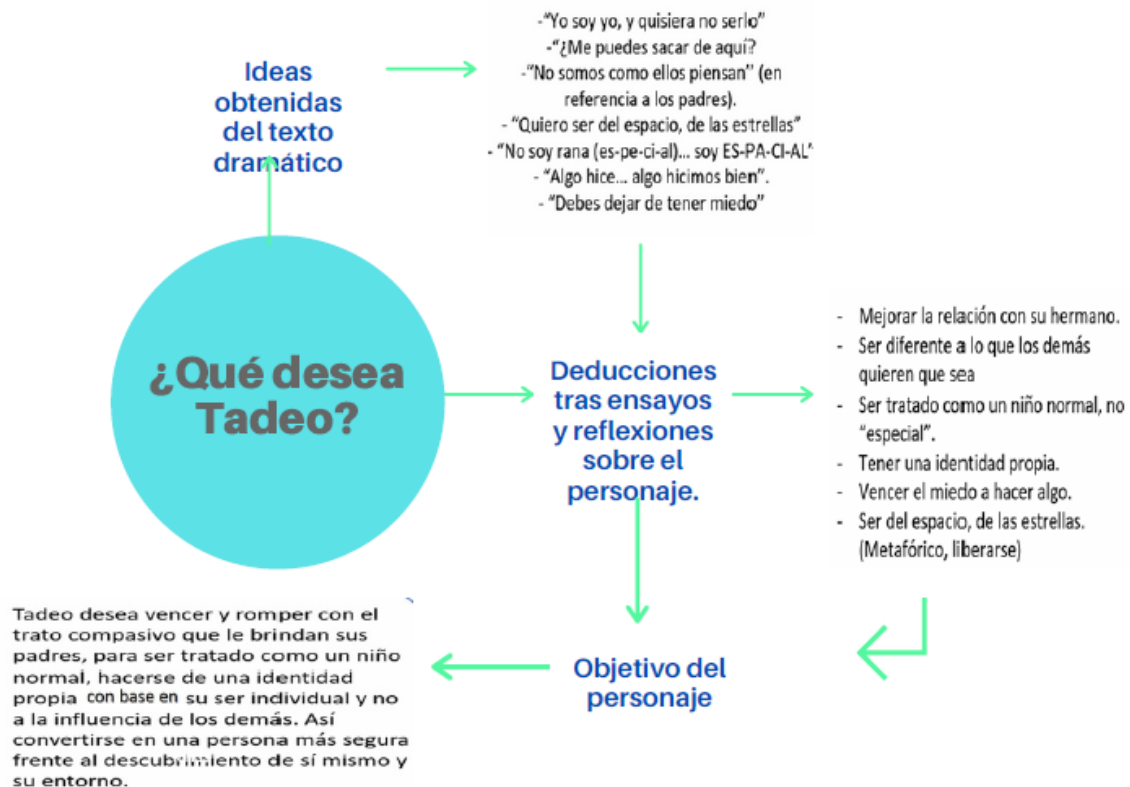 Ideas
obtenidas
del texto
dramático
-“Yo soy yo, y quisiera no serlo”
-“¿Me puedes sacar de aquí?
-“No somos como ellos piensan” (en
referencia a los padres).
- “Quiero ser del espacio, de las estrellas”
- “No soy rana (es-pe-ci-al)... soy ES-PA-CI-AL”
- “Algo hice... algo hicimos bien”.
- “Debes dejar de tener miedo”
¿Qué desea
Tadeo?
Deducciones
tras ensayos
y reflexiones
sobre el
personaje.
- Mejorar la relación con su hermano.
- Ser diferente a lo que los demás
quieren que sea
- Ser tratado como un niño normal, no
“especial”.
- Tener una identidad propia.
- Vencer el miedo a hacer algo.
- Ser del espacio, de las estrellas.
(Metafórico, liberarse)
Objetivo del
personaje
Tadeo desea vencer y romper con el
trato compasivo que le brindan sus
padres, para ser tratado como un niño
normal, hacerse de una identidad
propia con base en su ser individual y no
a la influencia de los demás. Así
convertirse en una persona más segura
frente al descubrimiento de sí mismo y
su entorno.